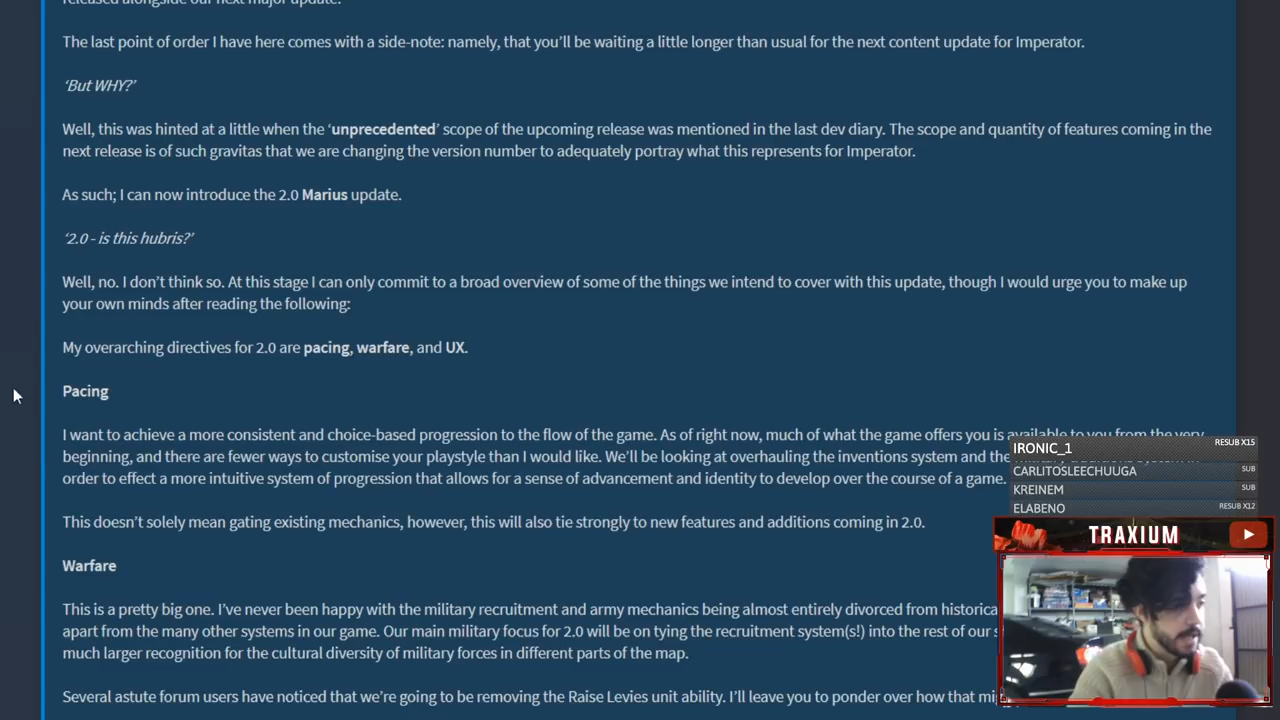 released alongside our next major update.
The last point of order I have here comes with a side-note: namely, that you'll be waiting a little longer than usual for the next content update for Imperator.
‘But WHY?’
Well, this was hinted at a little when the ‘unprecedented’ scope of the upcoming release was mentioned in the last dev diary. The scope and quantity of features coming in the
next release is of such gravitas that we are changing the version number to adequately portray what this represents for Imperator.
As such; I can now introduce the 2.0 Marius update.
‘2.0 - is this hubris?’
Well, no. I don’t think so. At this stage I can only commit to a broad overview of some of the things we intend to cover with this update, though I would urge you to make up
your own minds after reading the following:
My overarching directives for 2.0 are pacing, warfare, and UX.
Pacing
I want to achieve a more consistent and choice-based progression to the flow of the game. As of right now, much of what the game offers you is available to you from the very
beginning, and there are fewer ways to customise your playstyle than I would like. We’ll be looking at overhauling the inventions system and the
order to effect a more intuitive system of progression that allows for a sense of advancement and identity to develop over the course of a game.
This doesn’t solely mean gating existing mechanics, however, this will also tie strongly to new features and additions coming in 2.0.
Warfare
This is a pretty big one. I’ve never been happy with the military recruitment and army mechanics being almost entirely divorced from
apart from the many other systems in our game. Our main military focus for 2.0 will be on tying the recruitment system(s!) into the rest of our
much larger recognition for the cultural diversity of military forces in different parts of the map.
Several astute forum users have noticed that we’re going to be removing the Raise Levies unit ability. I’ll leave you to ponder over how that
IRONIC_1 RESUB X15
CARLITOSLEECHUUGA SUB
KREINEM SUB
ELABENO RESUB X12
TRAXIUM